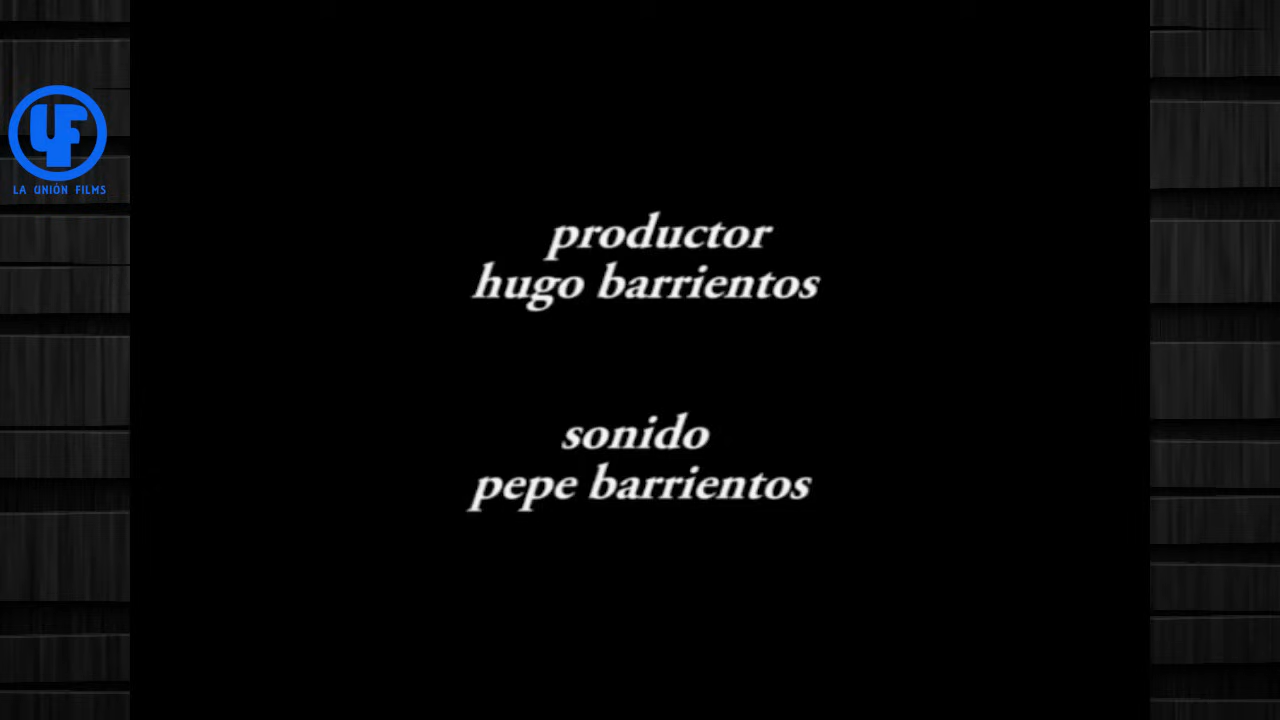 LA UNIÓN FILMS
productor
hugo barrientos
sonido
pepe barrientos